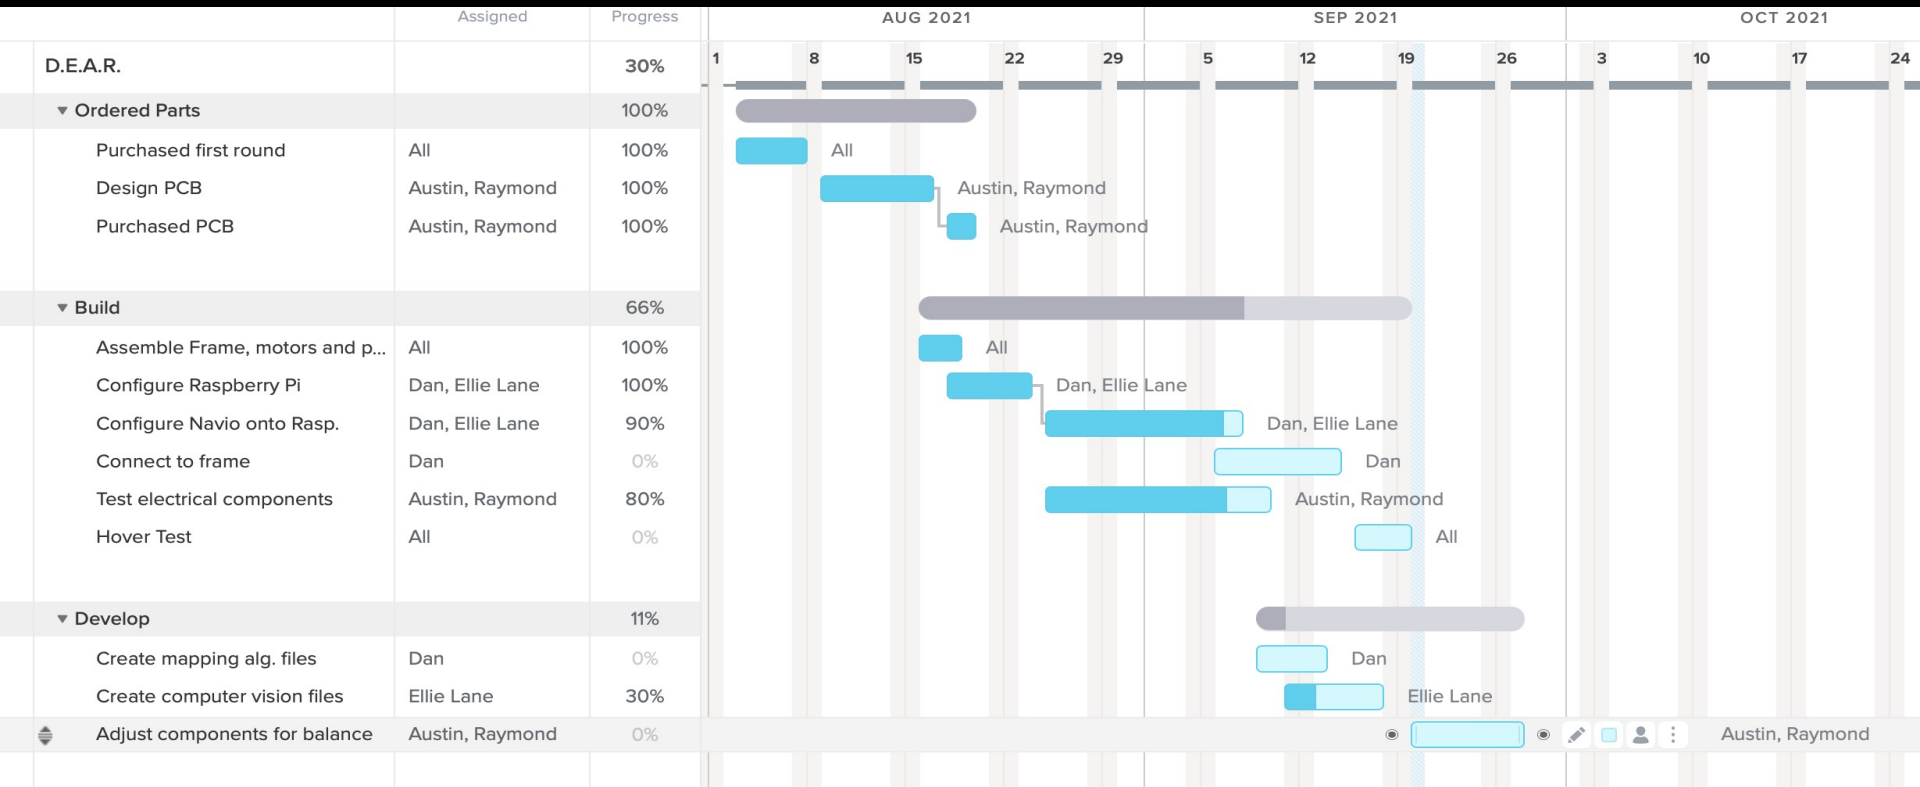 Assigned Progress AUG 2021 SEP 2021 OCT 2021
D.E.A.R. 30% 1 8 15 22 29 5 12 19 26 3 10 17 24
Ordered Parts 100%
Purchased first round All 100% All
Design PCB Austin, Raymond 100% Austin, Raymond
Purchased PCB Austin, Raymond 100% Austin, Raymond
Build 66%
Assemble Frame, motors and p... All 100% All
Configure Raspberry Pi Dan, Ellie Lane 100% Dan, Ellie Lane
Configure Navio onto Rasp. Dan, Ellie Lane 90% Dan, Ellie Lane
Connect to frame Dan 0% Dan
Test electrical components Austin, Raymond 80% Austin, Raymond
Hover Test All 0% All
Develop 11%
Create mapping alg. files Dan 0% Dan
Create computer vision files Ellie Lane 30% Ellie Lane
Adjust components for balance Austin, Raymond 0% Austin, Raymond